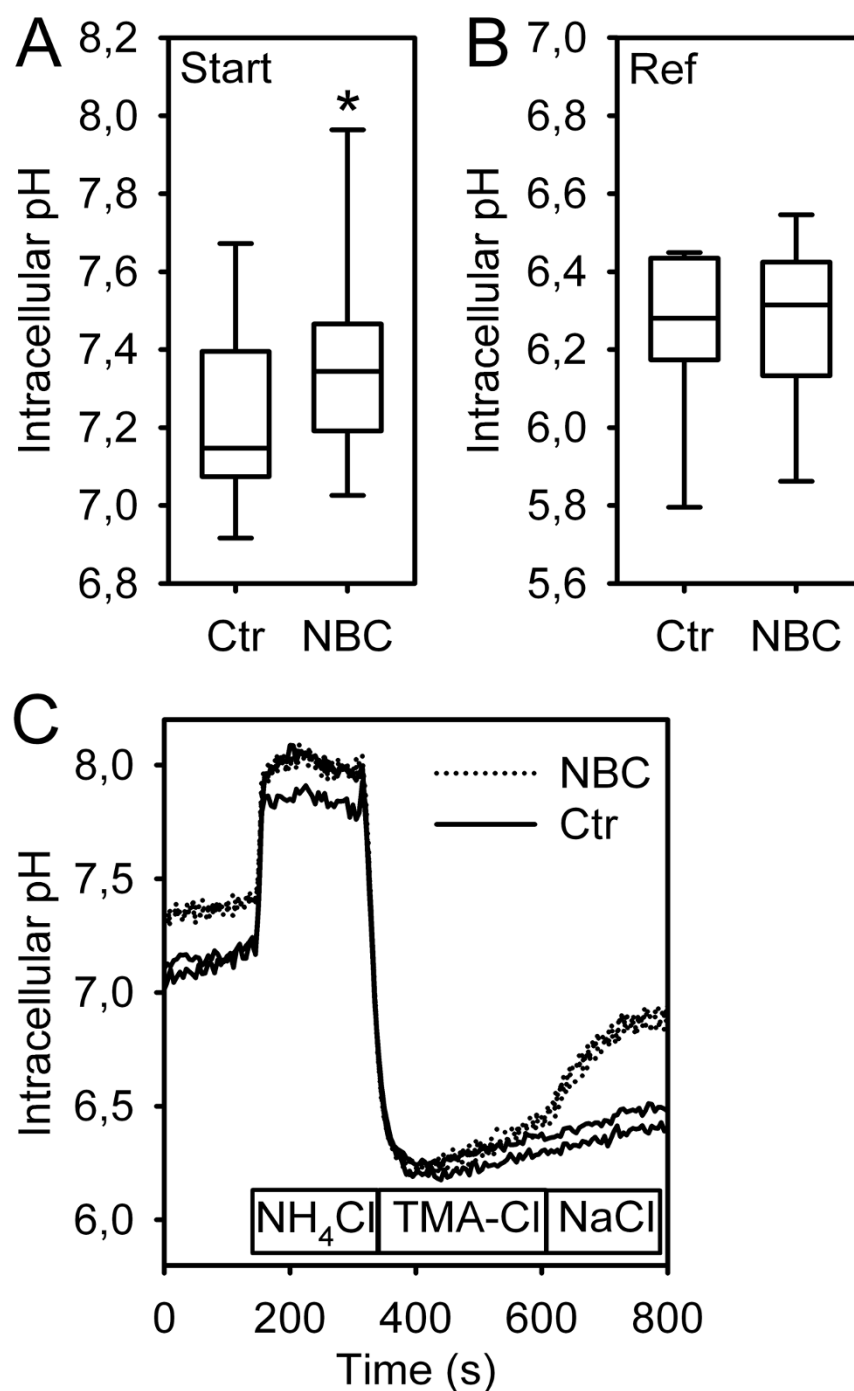 A
Start
*
Intracellular pH
8,2
8,0
7,8
7,6
7,4
7,2
7,0
6,8
Ctr NBC
B
Ref
Intracellular pH
7,0
6,8
6,6
6,4
6,2
6,0
5,8
5,6
Ctr NBC
C
NBC
Ctr
Intracellular pH
8,0
7,5
7,0
6,5
6,0
NH₄Cl TMA-Cl NaCl
0 200 400 600 800
Time (s)